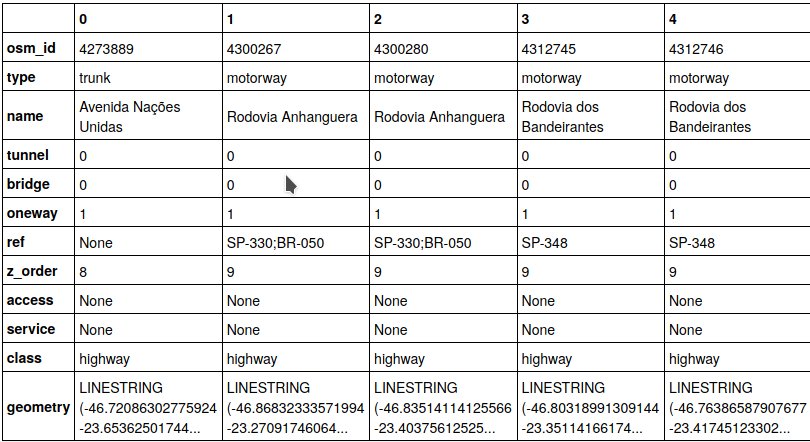 0 1 2 3 4
osm_id 4273889 4300267 4300280 4312745 4312746
type trunk motorway motorway motorway motorway
name Avenida Nações Unidas Rodovia Anhanguera Rodovia Anhanguera Rodovia dos Bandeirantes Rodovia dos Bandeirantes
tunnel 0 0 0 0 0
bridge 0 0 0 0 0
oneway 1 1 1 1 1
ref None SP-330;BR-050 SP-330;BR-050 SP-348 SP-348
z_order 8 9 9 9 9
access None None None None None
service None None None None None
class highway highway highway highway highway
geometry LINESTRING (-46.72086302775924 -23.65362501744... LINESTRING (-46.86832333571994 -23.27091746064... LINESTRING (-46.83514114125566 -23.40375612525... LINESTRING (-46.80318991309144 -23.35114166174... LINESTRING (-46.76386587907677 -23.41745123302...